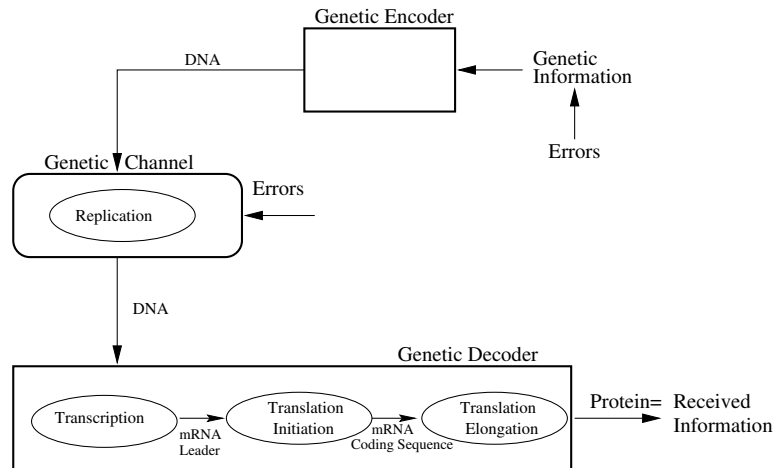 Genetic Encoder
DNA
Genetic
Information
Errors
Genetic Channel
Errors
Replication
DNA
Genetic Decoder
Transcription
mRNA
Leader
Translation
Initiation
mRNA
Coding Sequence
Translation
Elongation
Protein= Received
Information